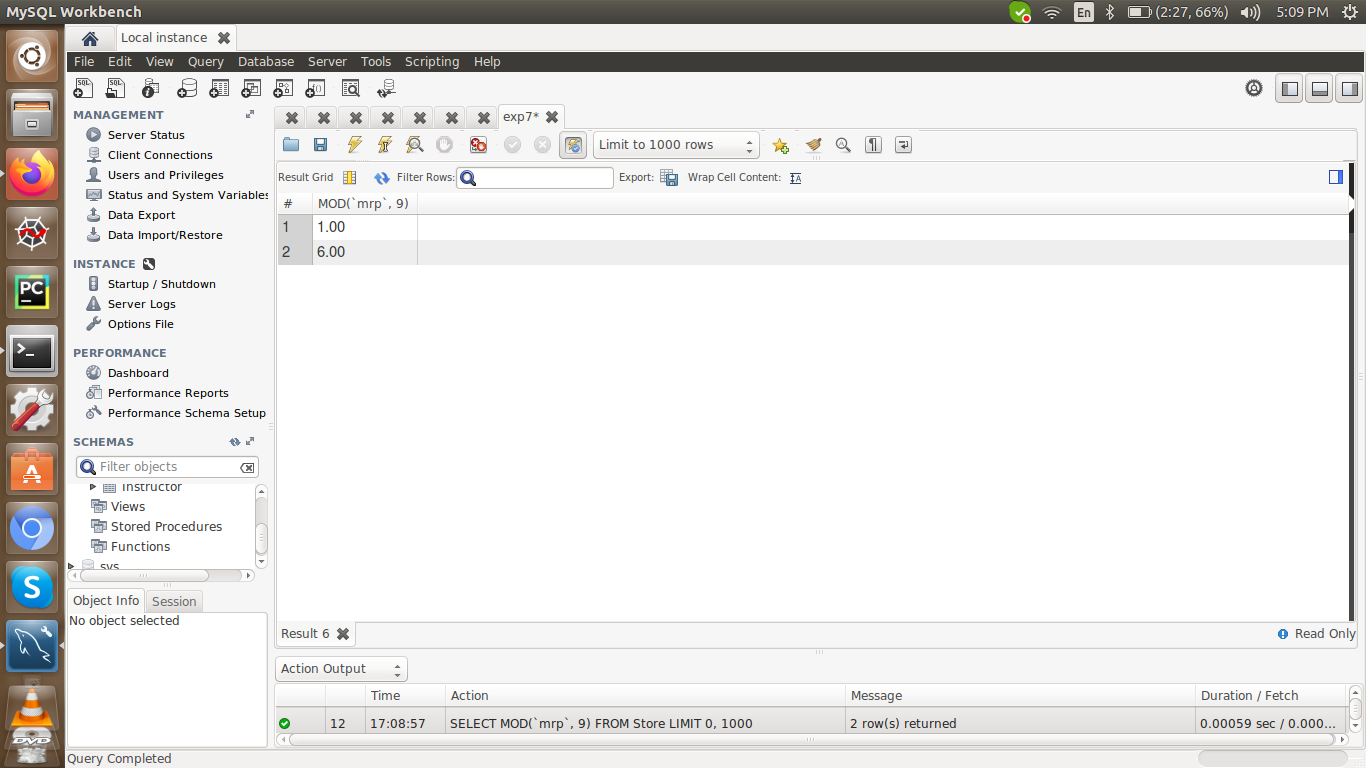 MySQL Workbench
En
(2:27, 66%)
5:09 PM
Local instance
File Edit View Query Database Server Tools Scripting Help
MANAGEMENT
Server Status
Client Connections
Users and Privileges
Status and System Variables
Data Export
Data Import/Restore
INSTANCE
Startup / Shutdown
Server Logs
Options File
PERFORMANCE
Dashboard
Performance Reports
Performance Schema Setup
SCHEMAS
Filter objects
Instructor
Views
Stored Procedures
Functions
sys
Object Info Session
No object selected
exp7*
Limit to 1000 rows
Result Grid Filter Rows: Export: Wrap Cell Content:
# MOD(`mrp`, 9)
1 1.00
2 6.00
Result 6
Read Only
Action Output
Time Action Message Duration / Fetch
12 17:08:57 SELECT MOD(`mrp`, 9) FROM Store LIMIT 0, 1000 2 row(s) returned 0.00059 sec / 0.000...
Query Completed